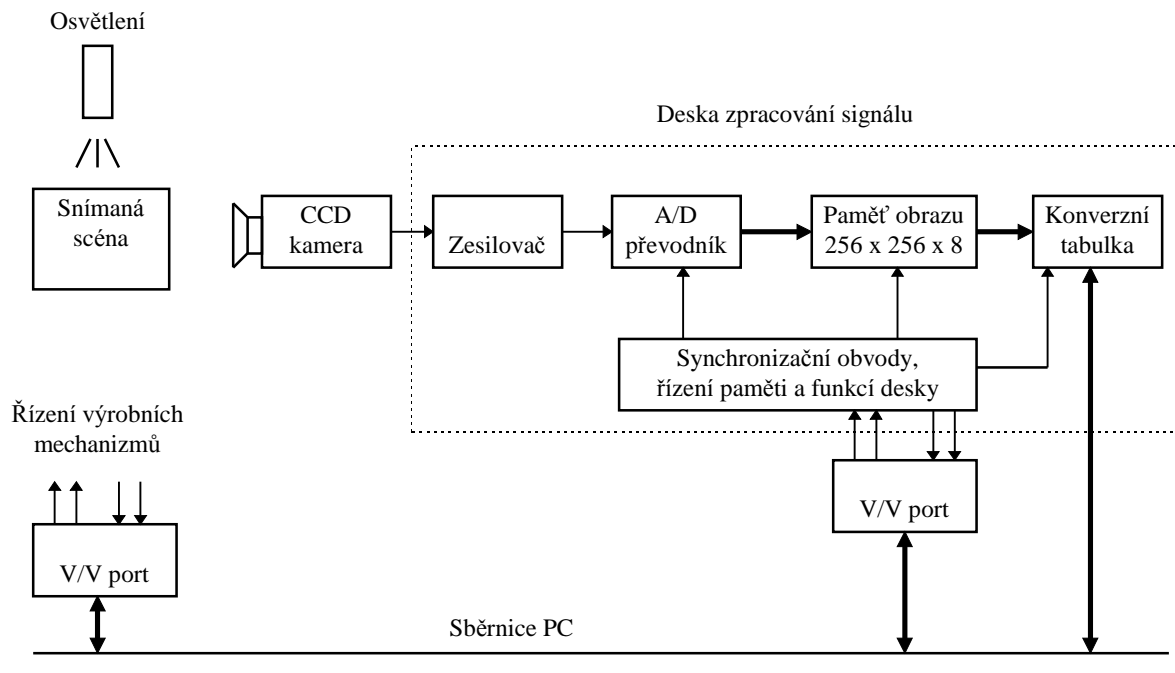 Osvětlení
Deska zpracování signálu
Snímaná
scéna
CCD
kamera
Zesilovač
A/D
převodník
Paměť obrazu
256 x 256 x 8
Konverzní
tabulka
Synchronizační obvody,
řízení paměti a funkcí desky
Řízení výrobních
mechanizmů
V/V port
V/V port
Sběrnice PC